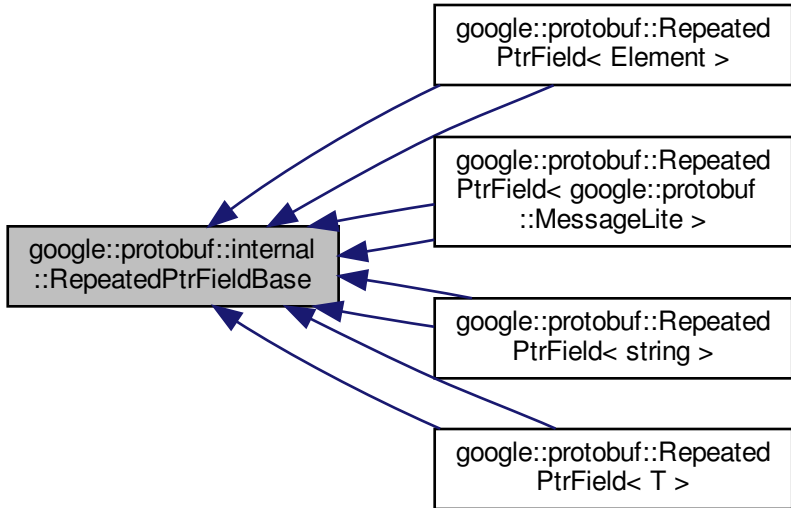 google::protobuf::Repeated
PtrField< Element >
google::protobuf::Repeated
PtrField< google::protobuf
::MessageLite >
google::protobuf::internal
::RepeatedPtrFieldBase
google::protobuf::Repeated
PtrField< string >
google::protobuf::Repeated
PtrField< T >